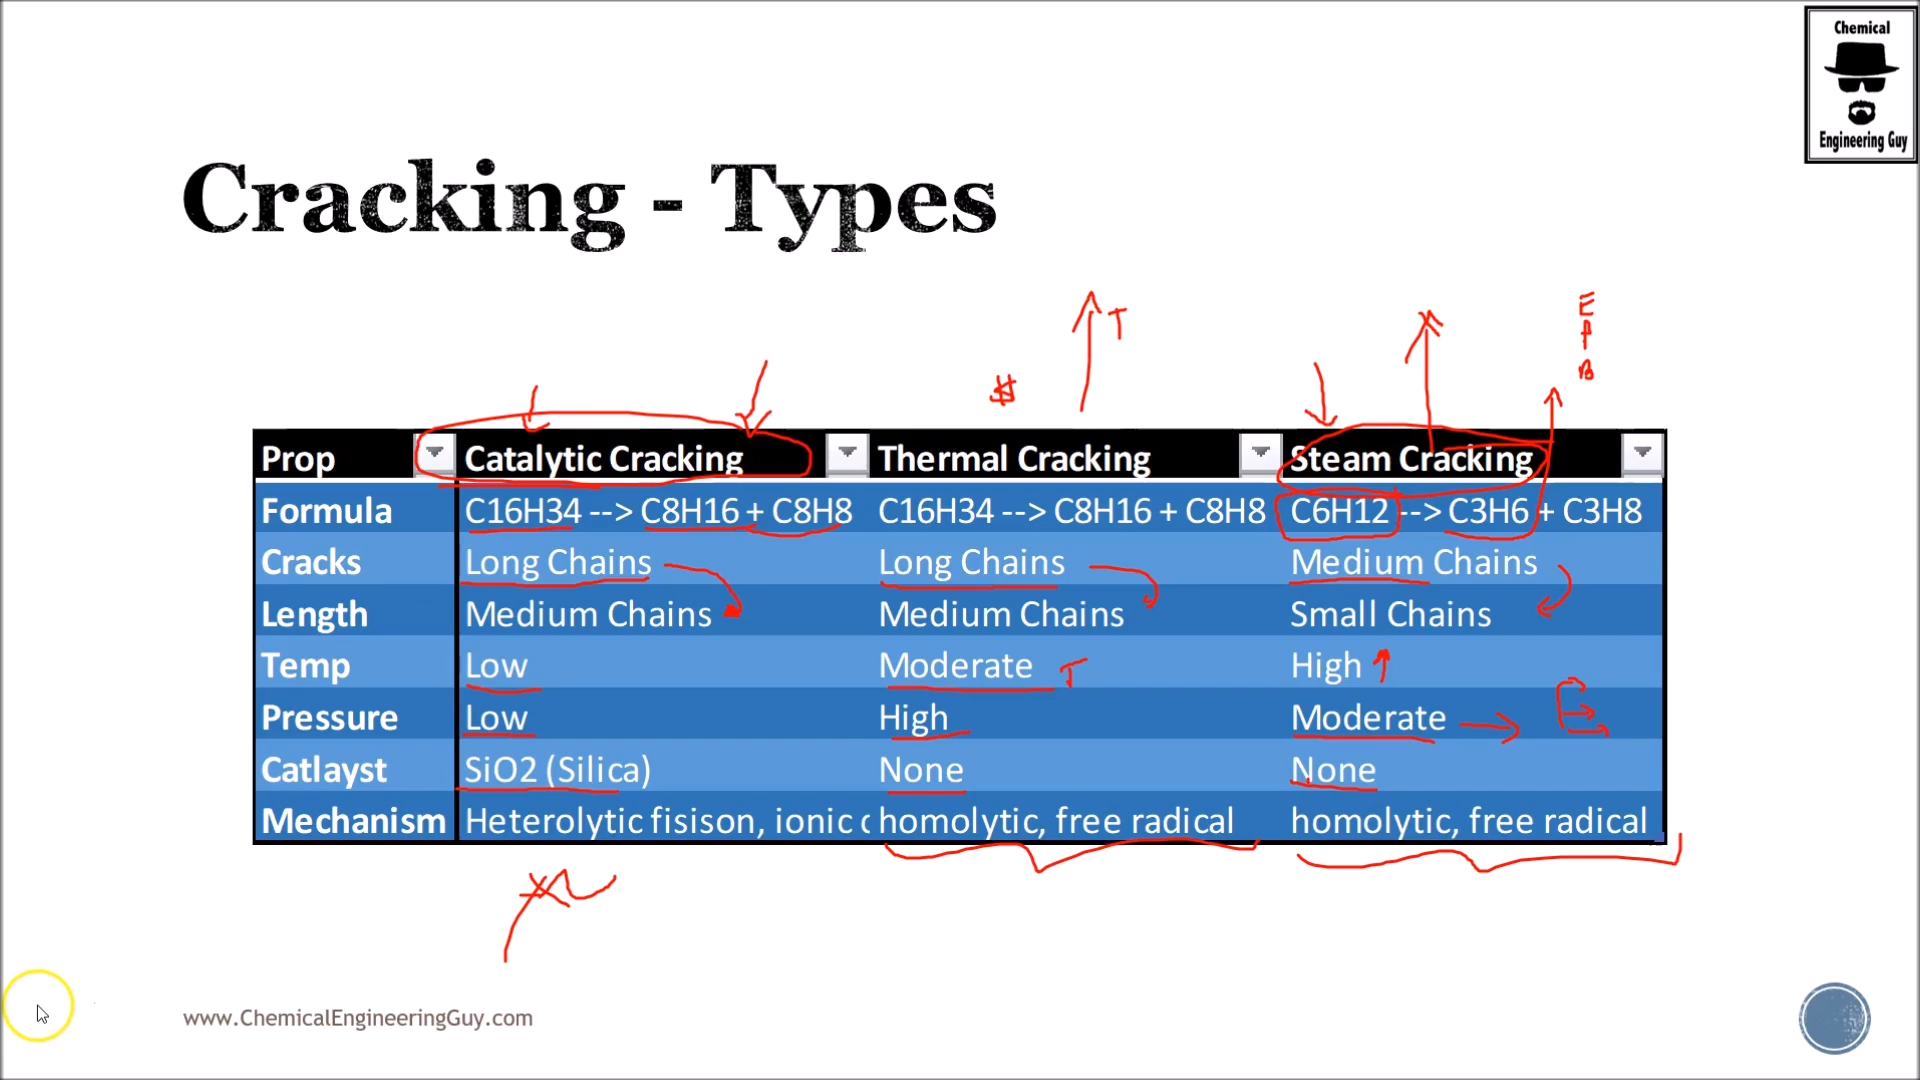 Chemical
Engineering Guy
Cracking - Types
T
E
P
B
$
Prop Catalytic Cracking Thermal Cracking Steam Cracking
Formula C16H34 --> C8H16 + C8H8 C16H34 --> C8H16 + C8H8 C6H12 --> C3H6 + C3H8
Cracks Long Chains Long Chains Medium Chains
Length Medium Chains Medium Chains Small Chains
Temp Low Moderate T High
Pressure Low High Moderate
Catlayst SiO2 (Silica) None None
Mechanism Heterolytic fisison, ionic c homolytic, free radical homolytic, free radical
www.ChemicalEngineeringGuy.com